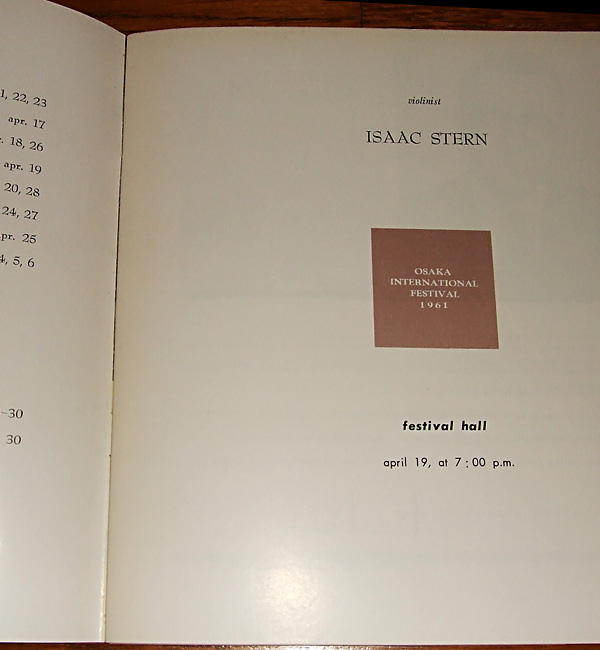 1, 22, 23
apr. 17
18, 26
apr. 19
20, 28
24, 27
pr. 25
4, 5, 6
–30
30
violinist
ISAAC STERN
OSAKA
INTERNATIONAL
FESTIVAL
1961
festival hall
april 19, at 7:00 p.m.